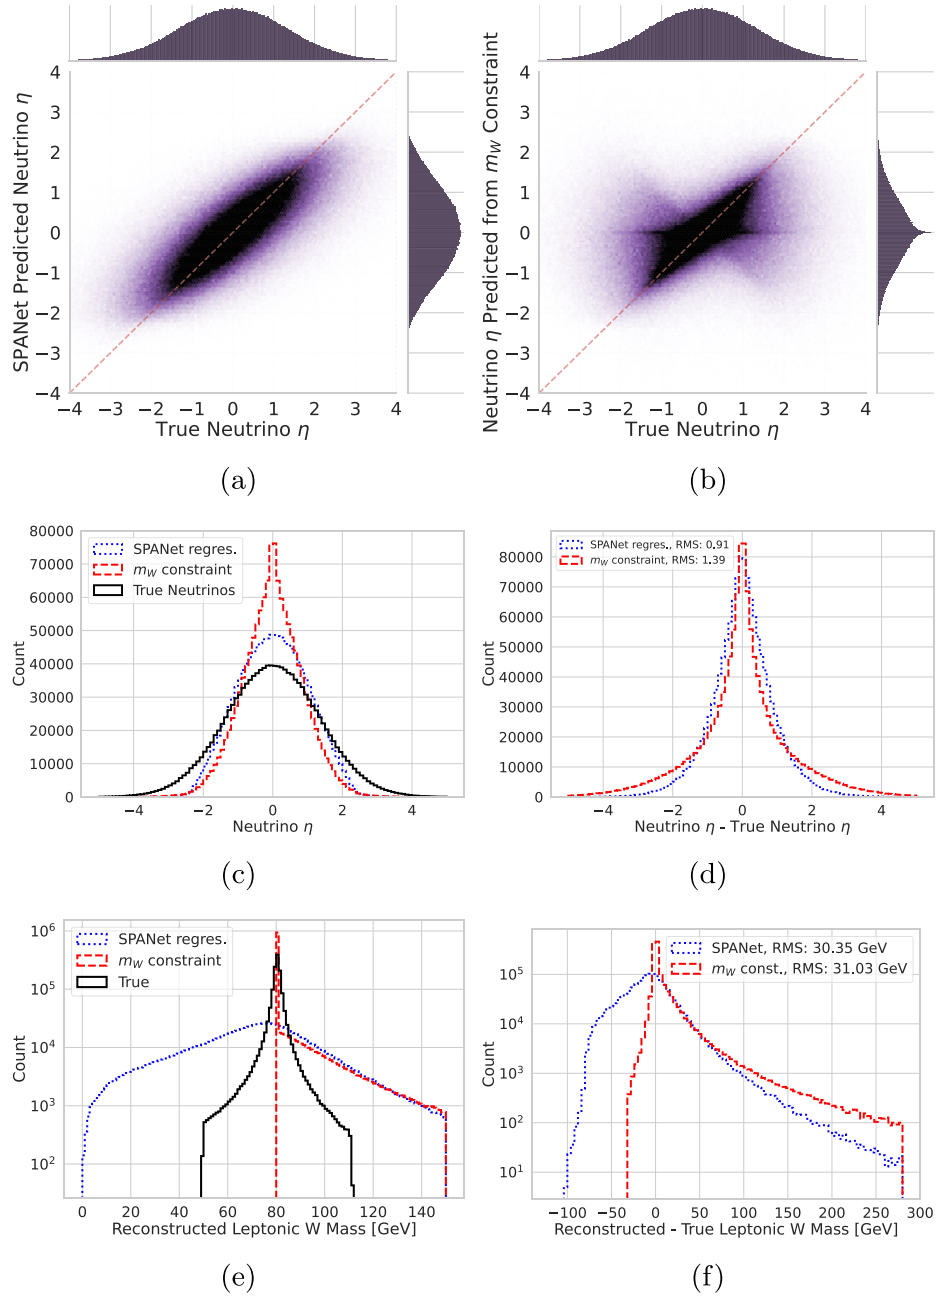 SPANet Predicted Neutrino η
4
3
2
1
0
−1
−2
−3
−4
−4 −3 −2 −1 0 1 2 3 4
True Neutrino η
(a)
Neutrino η Predicted from m_W Constraint
4
3
2
1
0
−1
−2
−3
−4
−4 −3 −2 −1 0 1 2 3 4
True Neutrino η
(b)
SPANet regres.
m_W constraint
True Neutrinos
Count
80000
70000
60000
50000
40000
30000
20000
10000
0
−4 −2 0 2 4
Neutrino η
(c)
SPANet regres., RMS: 0.91
m_W constraint, RMS: 1.39
Count
80000
70000
60000
50000
40000
30000
20000
10000
0
−4 −2 0 2 4
Neutrino η - True Neutrino η
(d)
SPANet regres.
m_W constraint
True
Count
10^6
10^5
10^4
10^3
10^2
0 20 40 60 80 100 120 140
Reconstructed Leptonic W Mass [GeV]
(e)
SPANet, RMS: 30.35 GeV
m_W const., RMS: 31.03 GeV
Count
10^5
10^4
10^3
10^2
10^1
−100 −50 0 50 100 150 200 250 300
Reconstructed - True Leptonic W Mass [GeV]
(f)